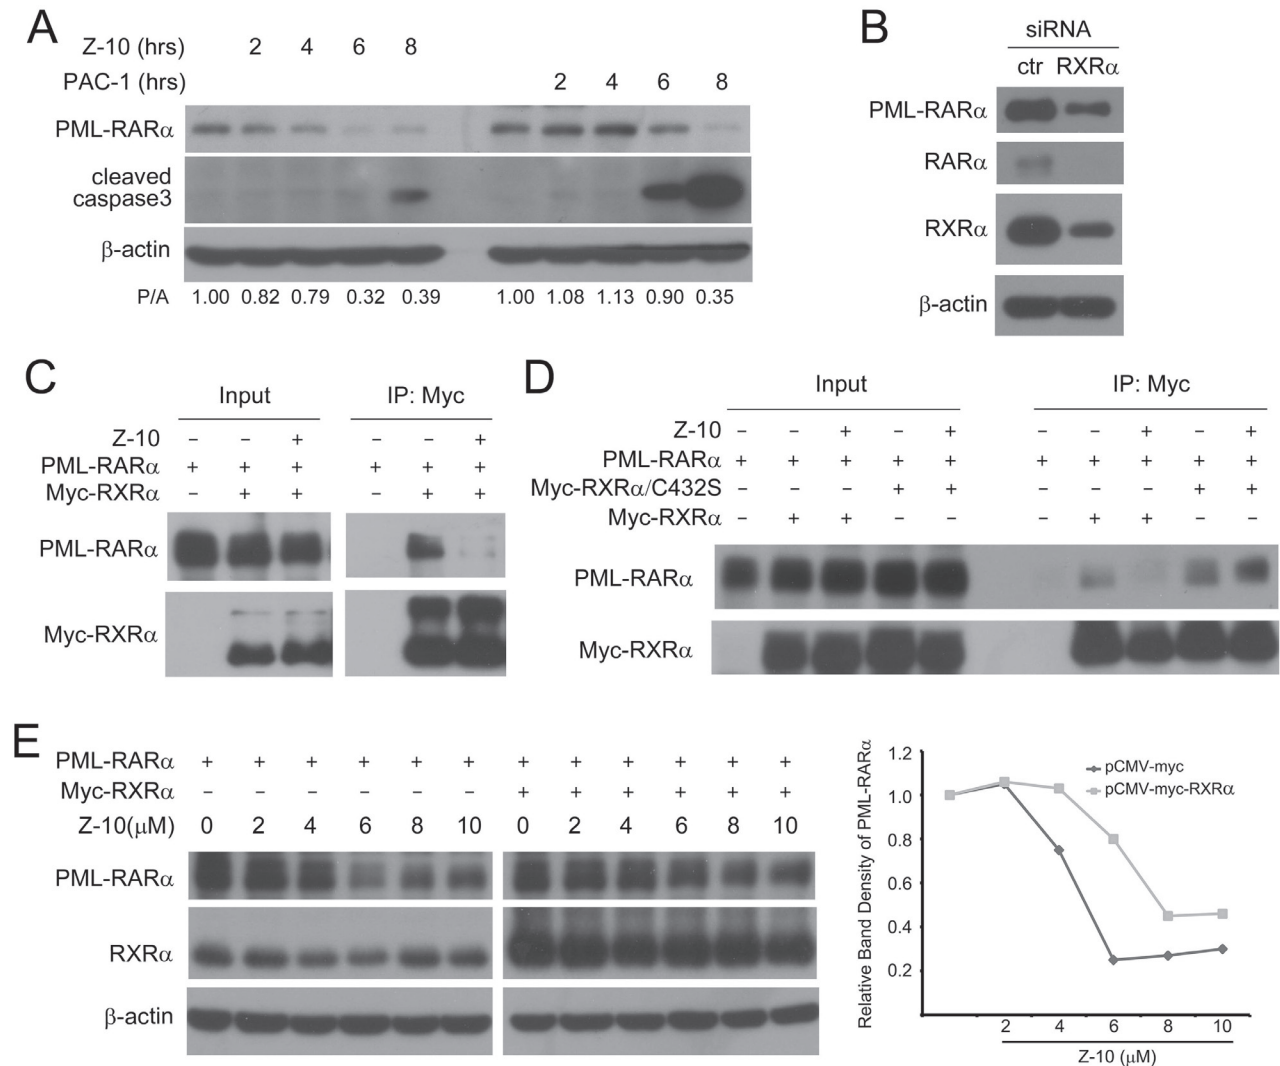 A
Z-10 (hrs) 2 4 6 8
PAC-1 (hrs) 2 4 6 8
PML-RARα
cleaved
caspase3
β-actin
P/A 1.00 0.82 0.79 0.32 0.39 1.00 1.08 1.13 0.90 0.35
B
siRNA
ctr RXRα
PML-RARα
RARα
RXRα
β-actin
C
Input IP: Myc
Z-10 – – + – – +
PML-RARα + + + + + +
Myc-RXRα – + + – + +
PML-RARα
Myc-RXRα
D
Input IP: Myc
Z-10 – – + – + – – + – +
PML-RARα + + + + + + + + + +
Myc-RXRα/C432S – – – + + – – – + +
Myc-RXRα – + + – – – + + – –
PML-RARα
Myc-RXRα
E
PML-RARα + + + + + + + + + + + +
Myc-RXRα – – – – – – + + + + + +
Z-10(μM) 0 2 4 6 8 10 0 2 4 6 8 10
PML-RARα
RXRα
β-actin
Relative Band Density of PML-RARα
1.2
1.0
0.8
0.6
0.4
0.2
pCMV-myc
pCMV-myc-RXRα
2 4 6 8 10
Z-10 (μM)